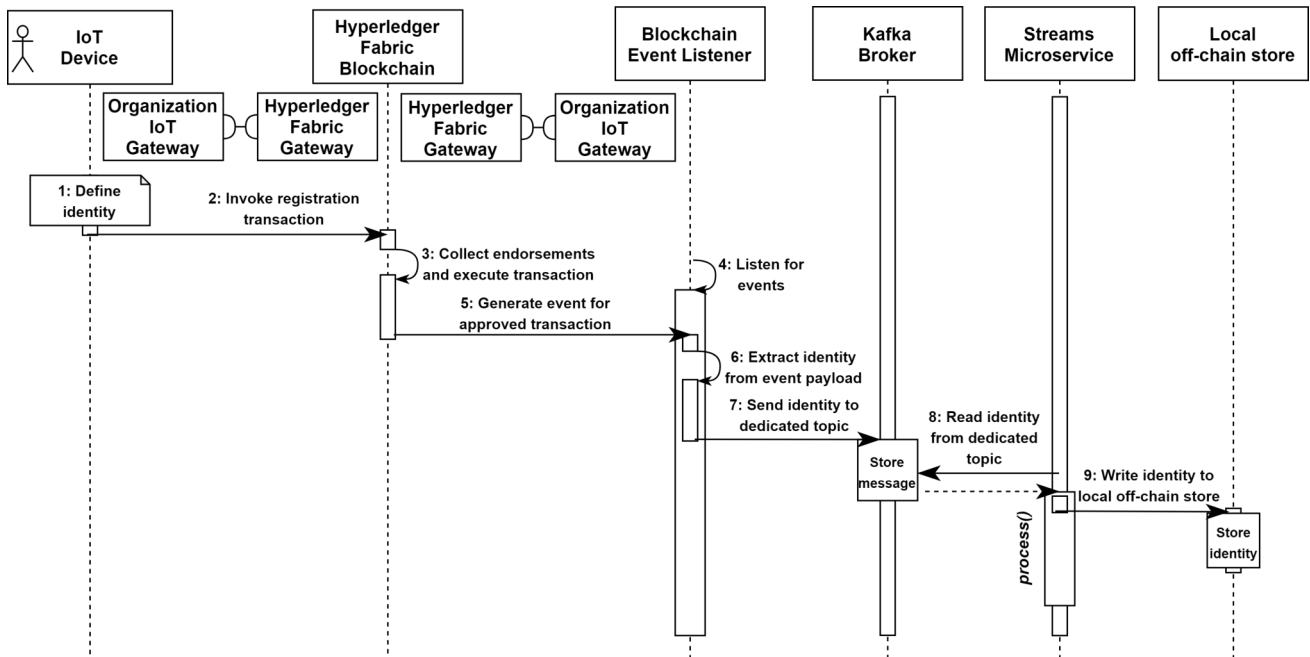 IoT
Device
Hyperledger
Fabric
Blockchain
Blockchain
Event Listener
Kafka
Broker
Streams
Microservice
Local
off-chain store
Organization
IoT
Gateway
Hyperledger
Fabric
Gateway
Hyperledger
Fabric
Gateway
Organization
IoT
Gateway
1: Define
identity
2: Invoke registration
transaction
3: Collect endorsements
and execute transaction
4: Listen for
events
5: Generate event for
approved transaction
6: Extract identity
from event payload
7: Send identity to
dedicated topic
8: Read identity
from dedicated
topic
Store
message
9: Write identity to
local off-chain store
process()
Store
identity